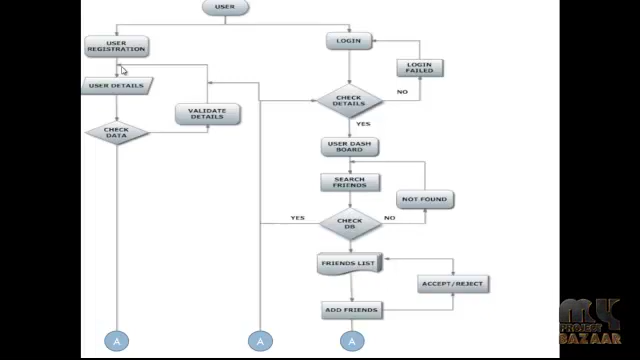 USER
USER
REGISTRATION
LOGIN
LOGIN
FAILED
USER DETAILS
NO
CHECK
DETAILS
VALIDATE
DETAILS
YES
CHECK
DATA
USER DASH
BOARD
SEARCH
FRIENDS
NOT FOUND
YES
CHECK
DB
NO
FRIENDS LIST
ACCEPT/REJECT
ADD FRIENDS
A
A
A
MY
PROJECT
BAZAAR